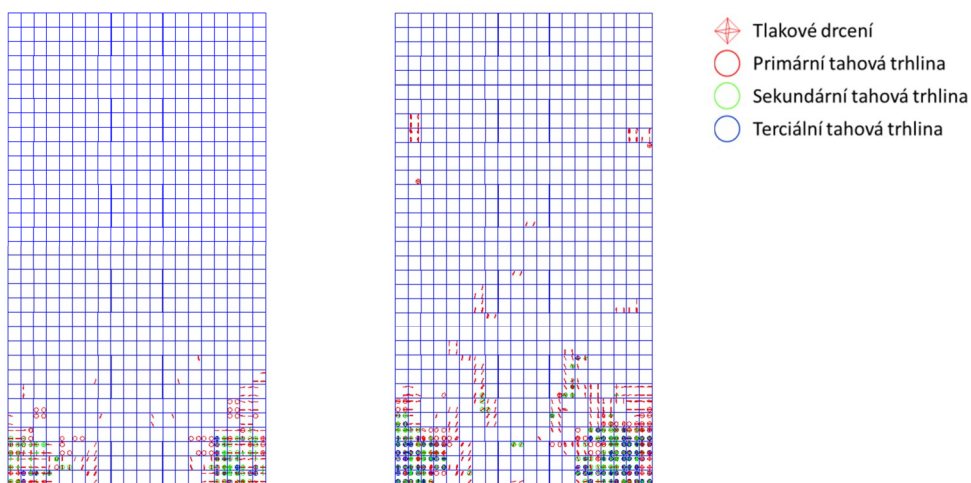 Tlakové drcení
Primární tahová trhlina
Sekundární tahová trhlina
Terciální tahová trhlina